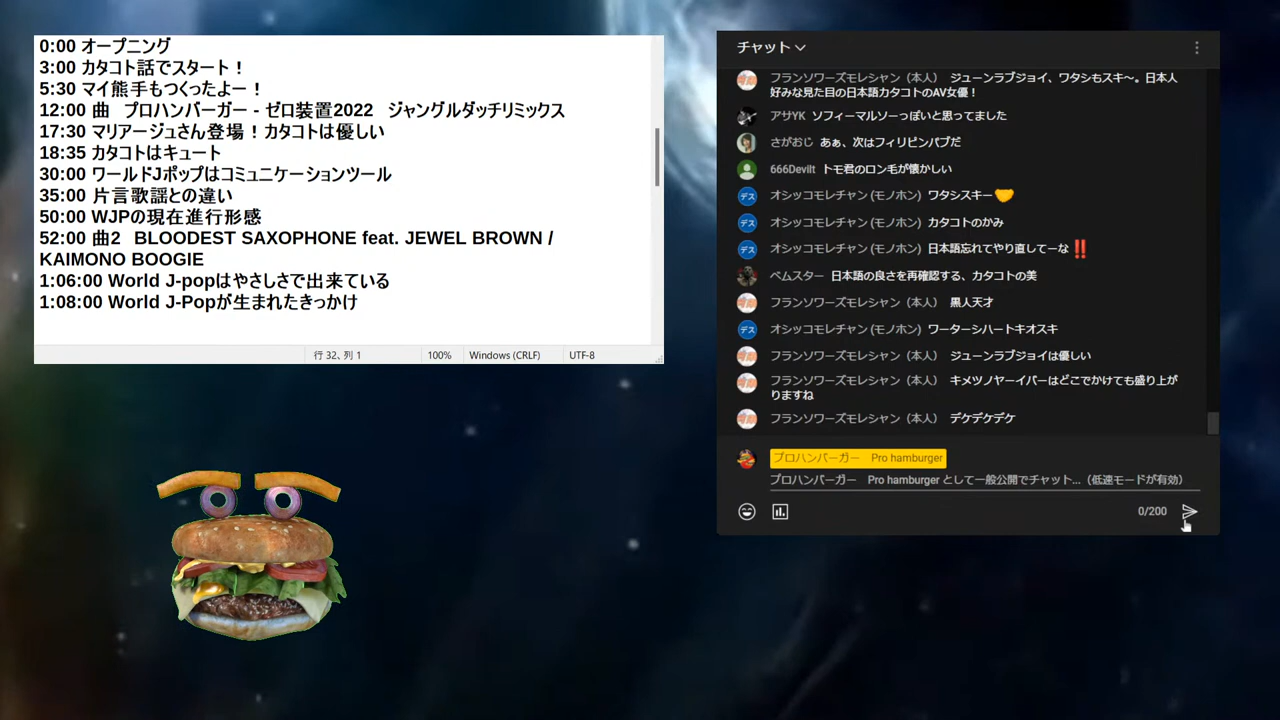 0:00 オープニング
3:00 カタコト話でスタート！
5:30 マイ熊手もつくったよー！
12:00 曲　プロハンバーガー - ゼロ装置2022　ジャングルダッチリミックス
17:30 マリアージュさん登場！カタコトは優しい
18:35 カタコトはキュート
30:00 ワールドJポップはコミュニケーションツール
35:00 片言歌謡との違い
50:00 WJPの現在進行形感
52:00 曲2　BLOODEST SAXOPHONE feat. JEWEL BROWN /
KAIMONO BOOGIE
1:06:00 World J-popはやさしさで出来ている
1:08:00 World J-Popが生まれたきっかけ
行 32、列 1
100%
Windows (CRLF)
UTF-8
チャット
フランソワーズモレシャン（本人） ジューンラブジョイ、ワタシもスキ～。日本人
好みな見た目の日本語カタコトのAV女優！
アサYK ソフィーマルソーっぽいと思ってました
さがおじ あぁ、次はフィリピンパブだ
666Devilt トモ君のロン毛が懐かしい
デス オシッコモレチャン (モノホン) ワタシスキー
デス オシッコモレチャン (モノホン) カタコトのかみ
デス オシッコモレチャン (モノホン) 日本語忘れてやり直してーな‼️
ベムスター 日本語の良さを再確認する、カタコトの美
フランソワーズモレシャン（本人） 黒人天才
デス オシッコモレチャン (モノホン) ワーターシハートキオスキ
フランソワーズモレシャン（本人） ジューンラブジョイは優しい
フランソワーズモレシャン（本人） キメツノヤーイバーはどこでかけても盛り上が
りますね
フランソワーズモレシャン（本人） デケデケデケ
プロハンバーガー　Pro hamburger
プロハンバーガー　Pro hamburger として一般公開でチャット...（低速モードが有効）
0/200